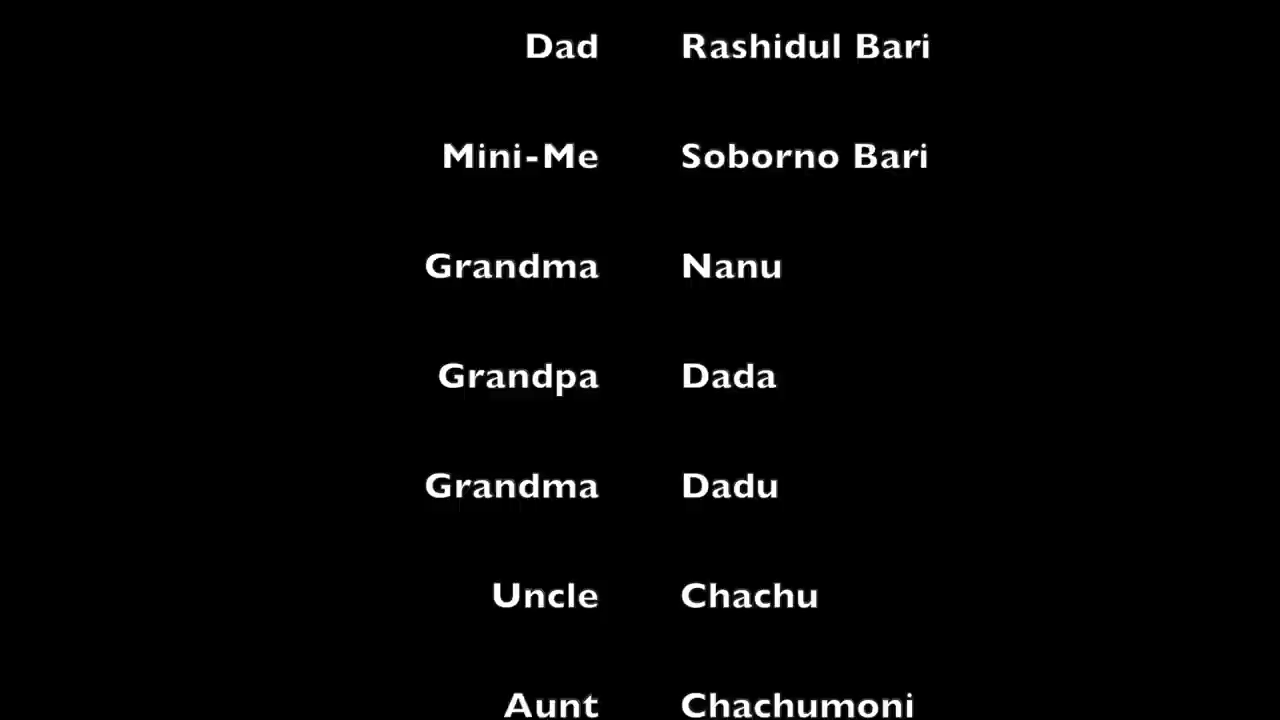 Dad Rashidul Bari
Mini-Me Soborno Bari
Grandma Nanu
Grandpa Dada
Grandma Dadu
Uncle Chachu
Aunt Chachumoni